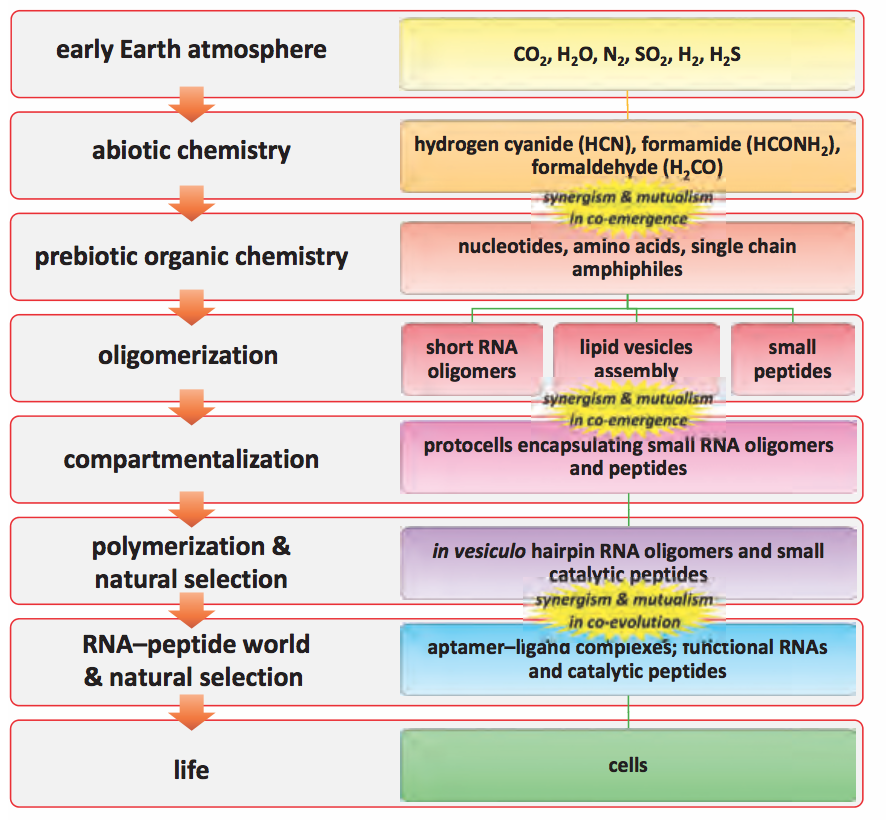 early Earth atmosphere
CO₂, H₂O, N₂, SO₂, H₂, H₂S
abiotic chemistry
hydrogen cyanide (HCN), formamide (HCONH₂),
formaldehyde (H₂CO)
synergism & mutualism
in co-emergence
prebiotic organic chemistry
nucleotides, amino acids, single chain
amphiphiles
oligomerization
short RNA
oligomers
lipid vesicles
assembly
small
peptides
synergism & mutualism
in co-emergence
compartmentalization
protocells encapsulating small RNA oligomers
and peptides
polymerization &
natural selection
in vesiculo hairpin RNA oligomers and small
catalytic peptides
synergism & mutualism
in co-evolution
RNA–peptide world
& natural selection
aptamer–ligand complexes; functional RNAs
and catalytic peptides
life
cells